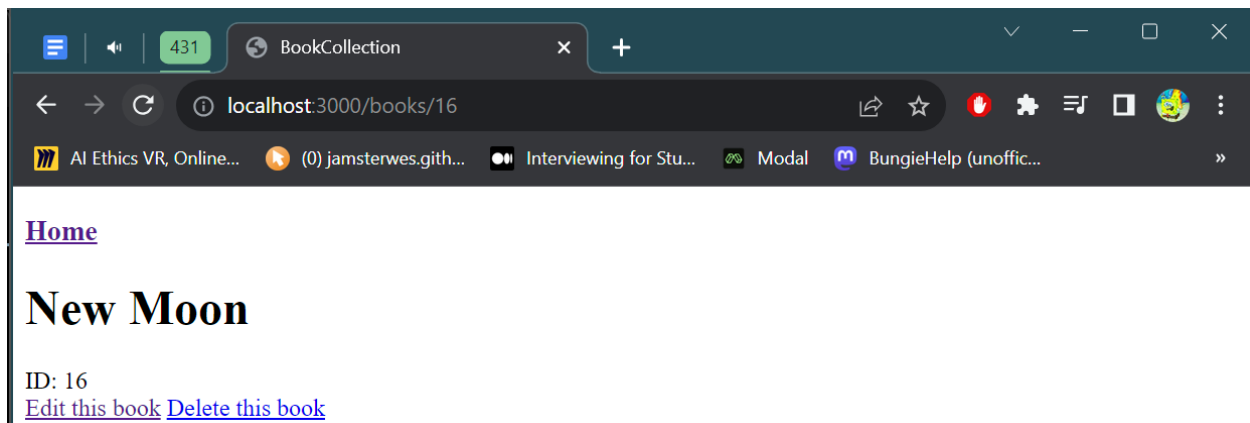 431 BookCollection
localhost:3000/books/16
AI Ethics VR, Online... (0) jamsterwes.gith... Interviewing for Stu... Modal BungieHelp (unoffic... »
Home
New Moon
ID: 16
Edit this book Delete this book